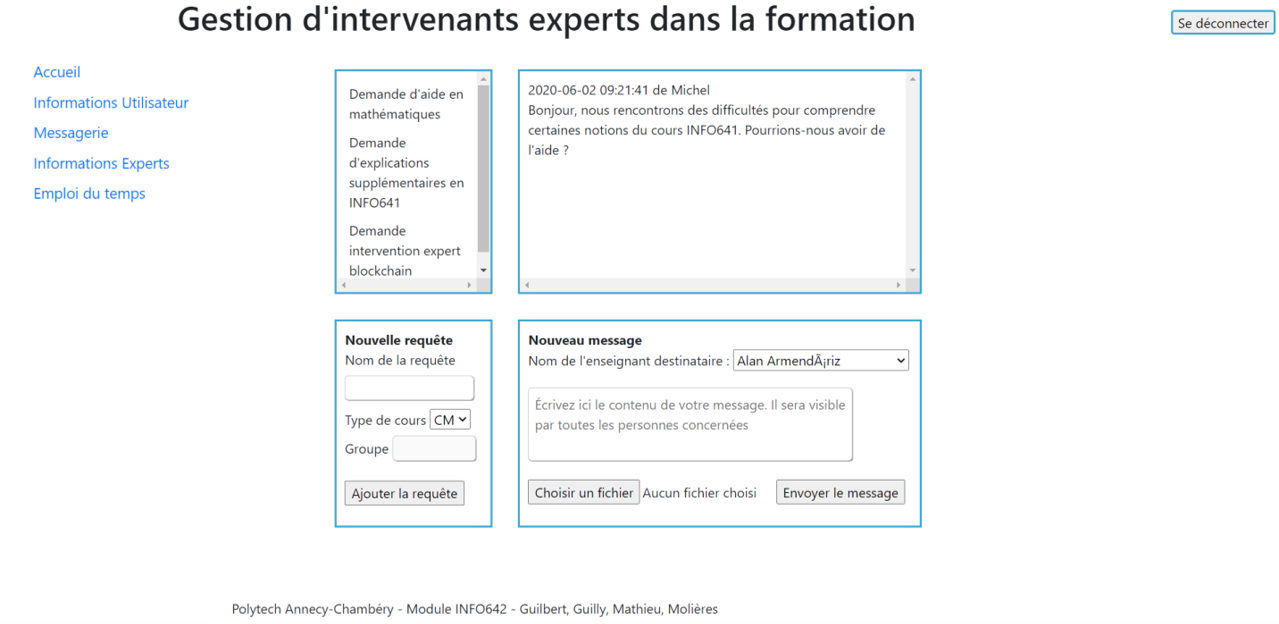 Gestion d'intervenants experts dans la formation
Se déconnecter
Accueil
Informations Utilisateur
Messagerie
Informations Experts
Emploi du temps
Demande d'aide en
mathématiques
Demande
d'explications
supplémentaires en
INFO641
Demande
intervention expert
blockchain
2020-06-02 09:21:41 de Michel
Bonjour, nous rencontrons des difficultés pour comprendre
certaines notions du cours INFO641. Pourrions-nous avoir de
l'aide ?
Nouvelle requête
Nom de la requête
Type de cours CM
Groupe
Ajouter la requête
Nouveau message
Nom de l'enseignant destinataire : Alan ArmendÃ¡riz
Écrivez ici le contenu de votre message. Il sera visible
par toutes les personnes concernées
Choisir un fichier Aucun fichier choisi Envoyer le message
Polytech Annecy-Chambéry - Module INFO642 - Guilbert, Guilly, Mathieu, Molières